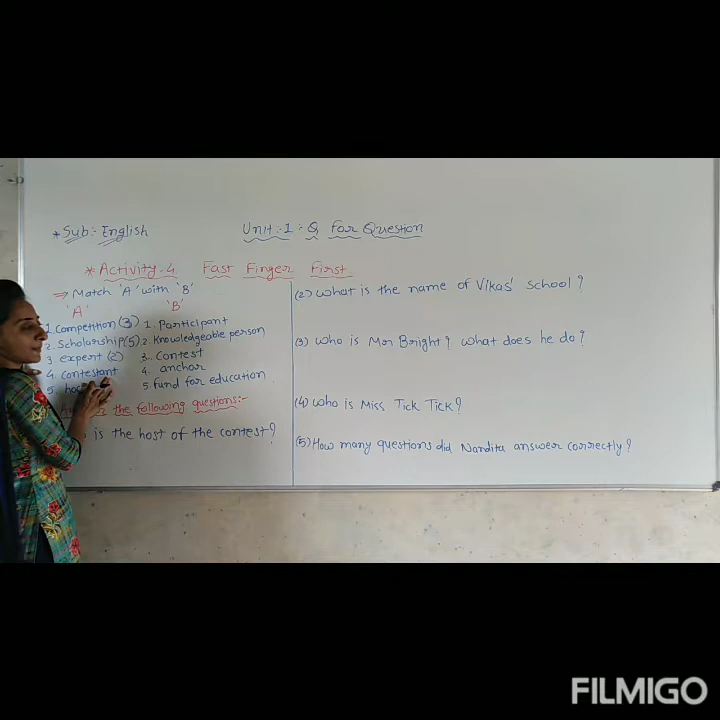 * Sub:- English
Unit:-1:- Q For Question
* Activity-4 Fast Finger First
⇒ Match 'A' with 'B'
'A' 'B'
1 Competition (3) 1. Participant
2. Scholarship (5) 2. Knowledgeable person
3 expert (2) 3. Contest
4. contestant 4. anchor
5. 5. fund for education
the following questions:-
is the host of the contest?
(2) What is the name of Vikas' school?
(3) Who is Mr Bright? What does he do?
(4) Who is Miss Tick Tick?
(5) How many questions did Nandita answer correctly?
FILMIGO